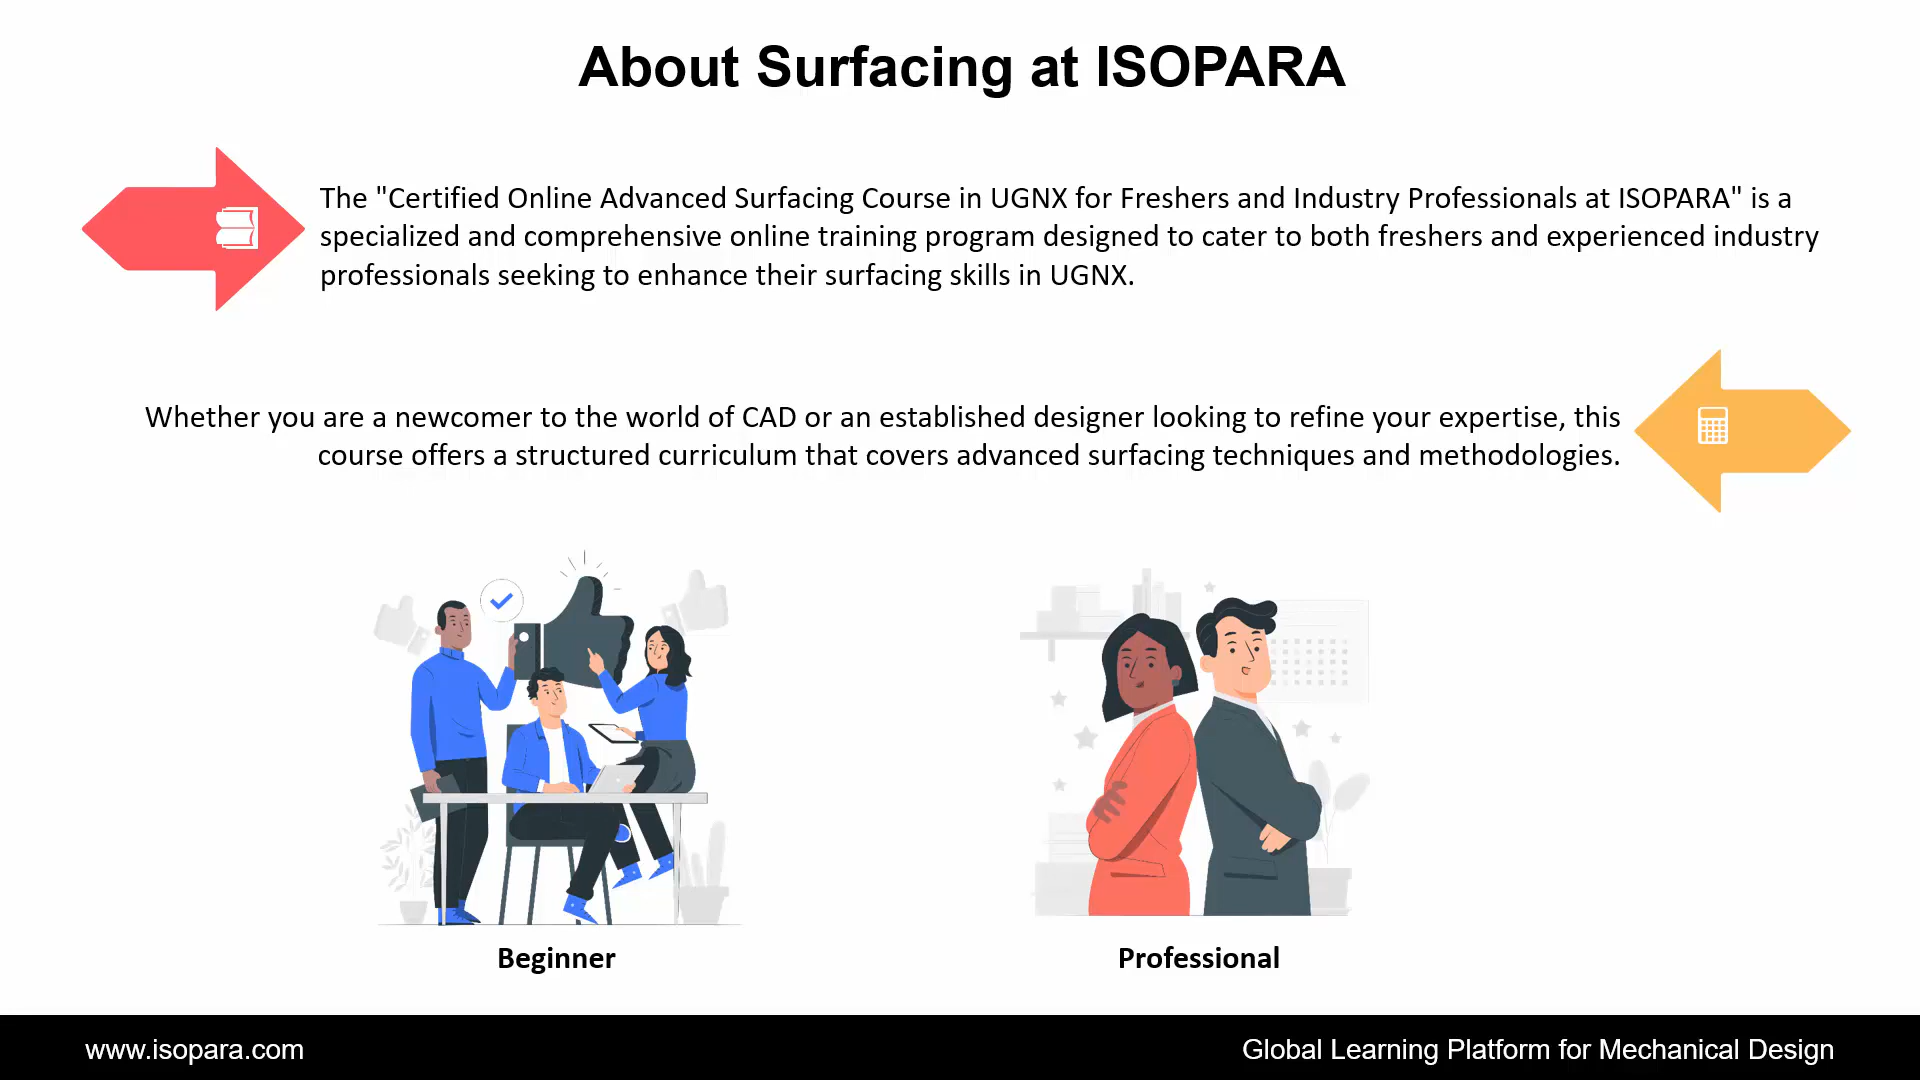 About Surfacing at ISOPARA
The "Certified Online Advanced Surfacing Course in UGNX for Freshers and Industry Professionals at ISOPARA" is a
specialized and comprehensive online training program designed to cater to both freshers and experienced industry
professionals seeking to enhance their surfacing skills in UGNX.
Whether you are a newcomer to the world of CAD or an established designer looking to refine your expertise, this
course offers a structured curriculum that covers advanced surfacing techniques and methodologies.
Beginner
Professional
www.isopara.com
Global Learning Platform for Mechanical Design